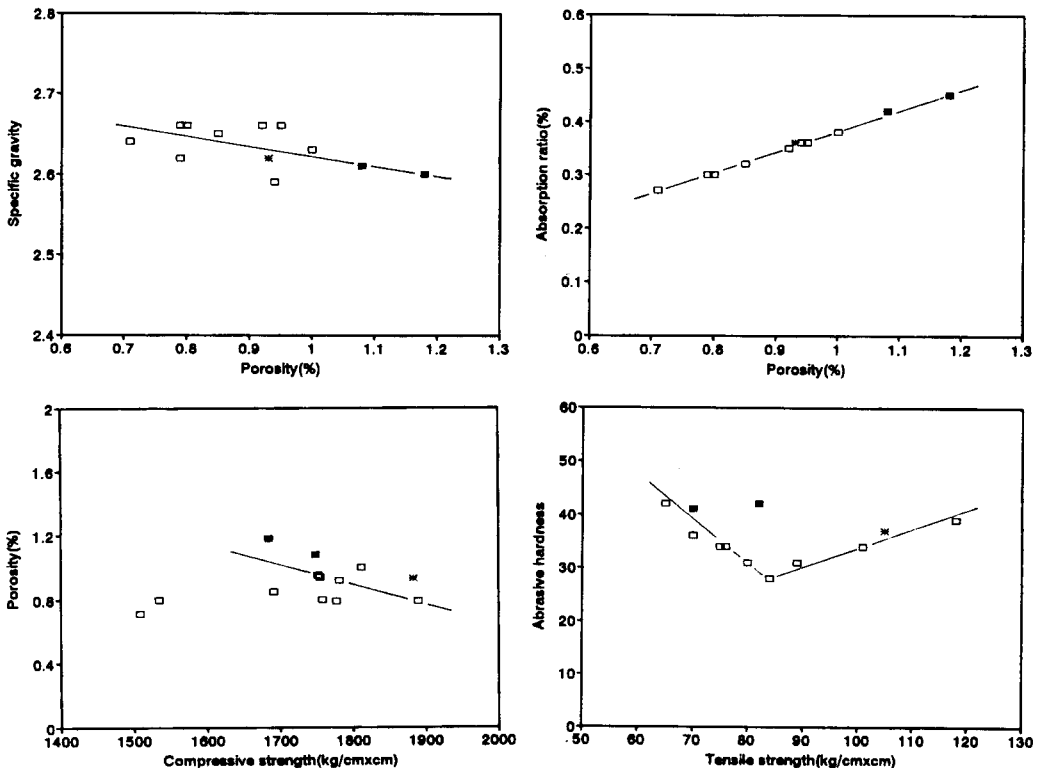 2.8
2.7
2.6
2.5
2.4
Specific gravity
0.6 0.7 0.8 0.9 1 1.1 1.2 1.3
Porosity(%)
0.6
0.5
0.4
0.3
0.2
0.1
0
Absorption ratio(%)
0.6 0.7 0.8 0.9 1 1.1 1.2 1.3
Porosity(%)
2
1.6
1.2
0.8
0.4
0
Porosity(%)
1400 1500 1600 1700 1800 1900 2000
Compressive strength(kg/cmxcm)
60
50
40
30
20
10
0
Abrasive hardness
50 60 70 80 90 100 110 120 130
Tensile strength(kg/cmxcm)